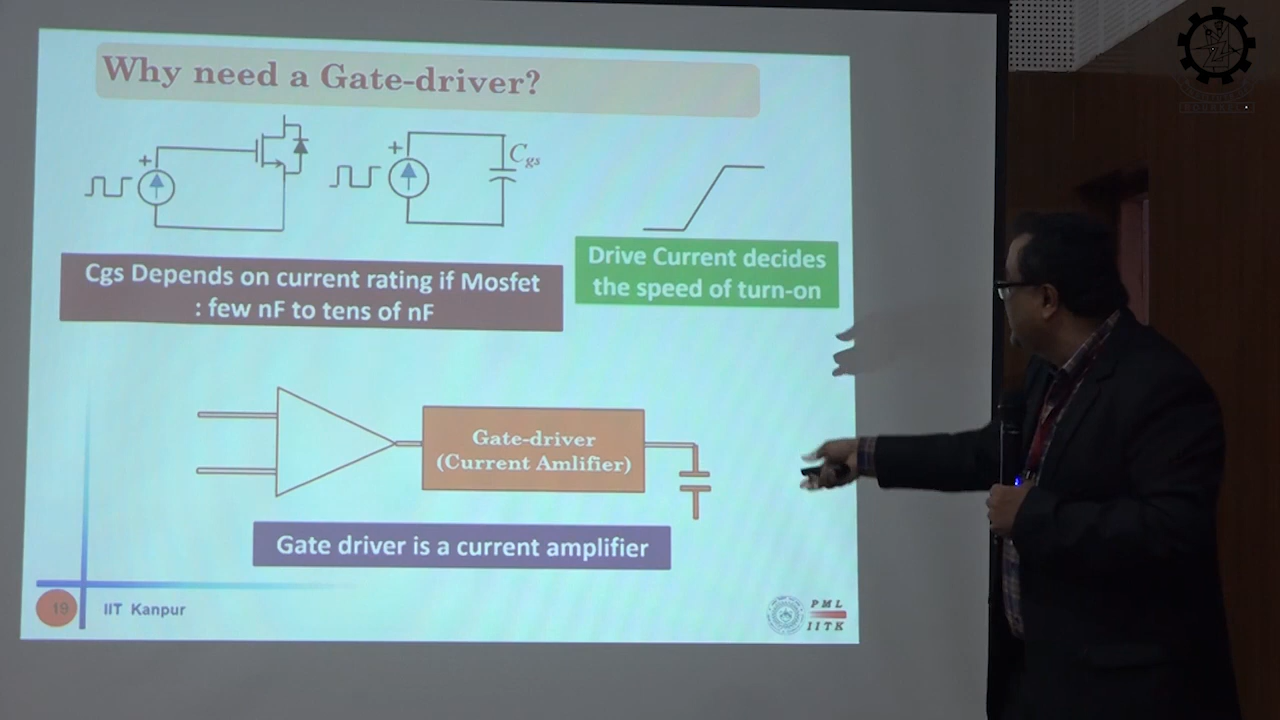 Why need a Gate-driver?
+
+
Cgs
Cgs Depends on current rating if Mosfet
: few nF to tens of nF
Drive Current decides
the speed of turn-on
Gate-driver
(Current Amlifier)
Gate driver is a current amplifier
19
IIT Kanpur
PML
IITK